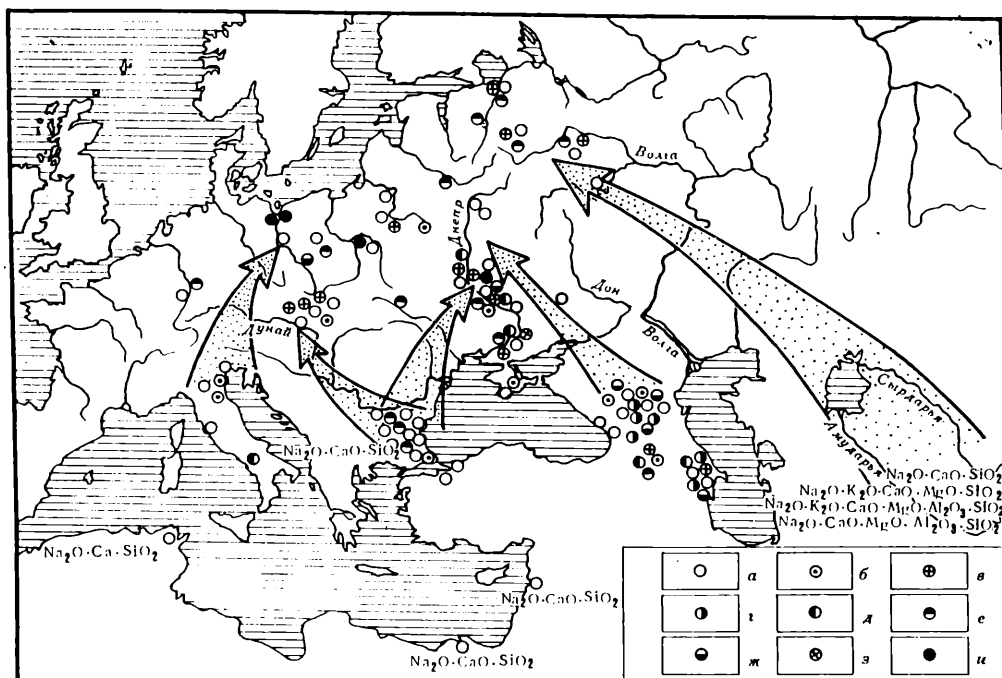 Волга
Днепр
Дон
Волга
Дунай
Сырдарья
Na₂O·CaO·SiO₂
Джударья
Na₂O·CaO·SiO₂
Na₂O·K₂O·CaO·MgO·SiO₂
Na₂O·K₂O·CaO·MgO·Al₂O₃·SiO₂
Na₂O·CaO·MgO·Al₂O₃·SiO₂
Na₂O·Ca·SiO₂
Na₂O·CaO·SiO₂
Na₂O·CaO·SiO₂
а б в
г д е
ж з и